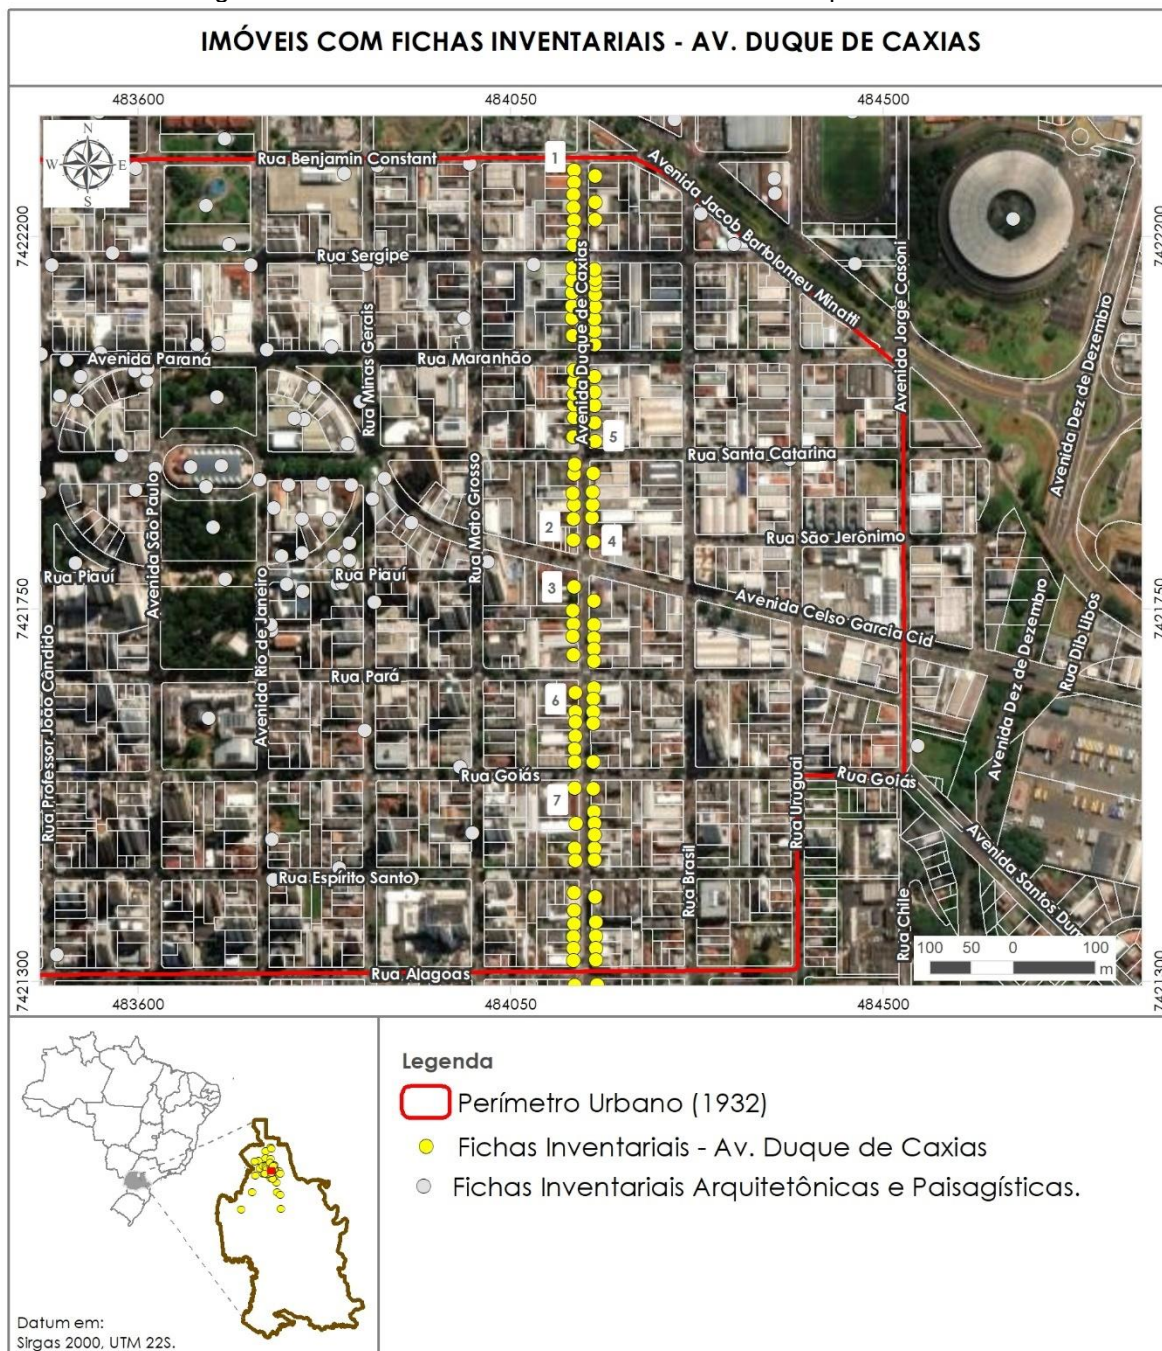 IMÓVEIS COM FICHAS INVENTARIAIS - AV. DUQUE DE CAXIAS
483600
484050
484500
N
W
E
S
7422200
7422200
7421750
7421750
7421300
7421300
Rua Benjamin Constant
1
Avenida Jacob Bartolomeu Minatti
Rua Sergipe
Avenida Duque de Caxias
Avenida Jorge Casoni
Avenida Dez de Dezembro
Rua Minas Gerais
Avenida Paraná
Rua Maranhão
5
Rua Santa Catarina
Avenida São Paulo
Rua Mato Grosso
2
4
Rua São Jerônimo
Rua Piauí
Rua Piauí
3
Avenida Celso Garcia Cid
Avenida Dez de Dezembro
Rua Dib Libos
Rua Professor João Cândido
Avenida Rio de Janeiro
Rua Pará
6
Rua Goiás
Rua Goiás
7
Rua Uruguai
Rua Brasil
Avenida Santos Dum
Rua Espírito Santo
Rua Chile
Rua Alagoas
100 50 0 100
m
483600
484050
484500
Legenda
Perímetro Urbano (1932)
Fichas Inventariais - Av. Duque de Caxias
Fichas Inventariais Arquitetônicas e Paisagísticas.
Datum em:
Sirgas 2000, UTM 22S.